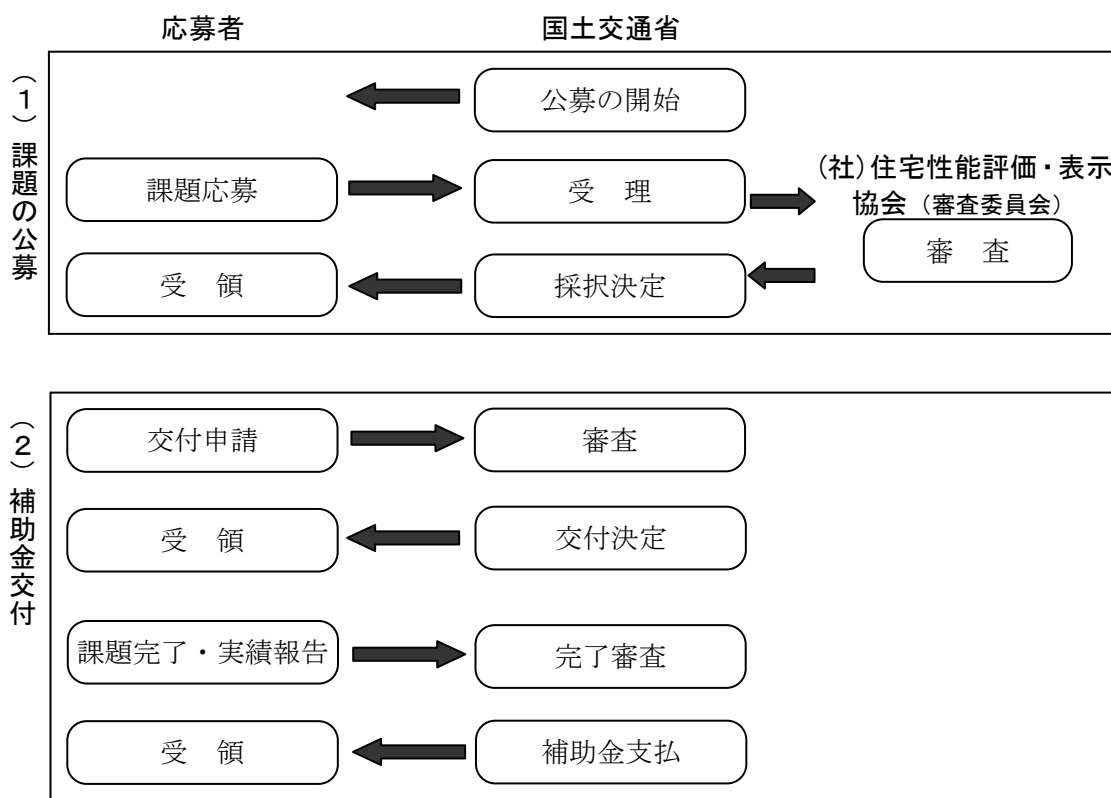 応募者 国土交通省
（１）課題の公募
公募の開始
課題応募
受 理
（社）住宅性能評価・表示
協会（審査委員会）
審 査
受 領
採択決定
（２）補助金交付
交付申請
審査
受 領
交付決定
課題完了・実績報告
完了審査
受 領
補助金支払